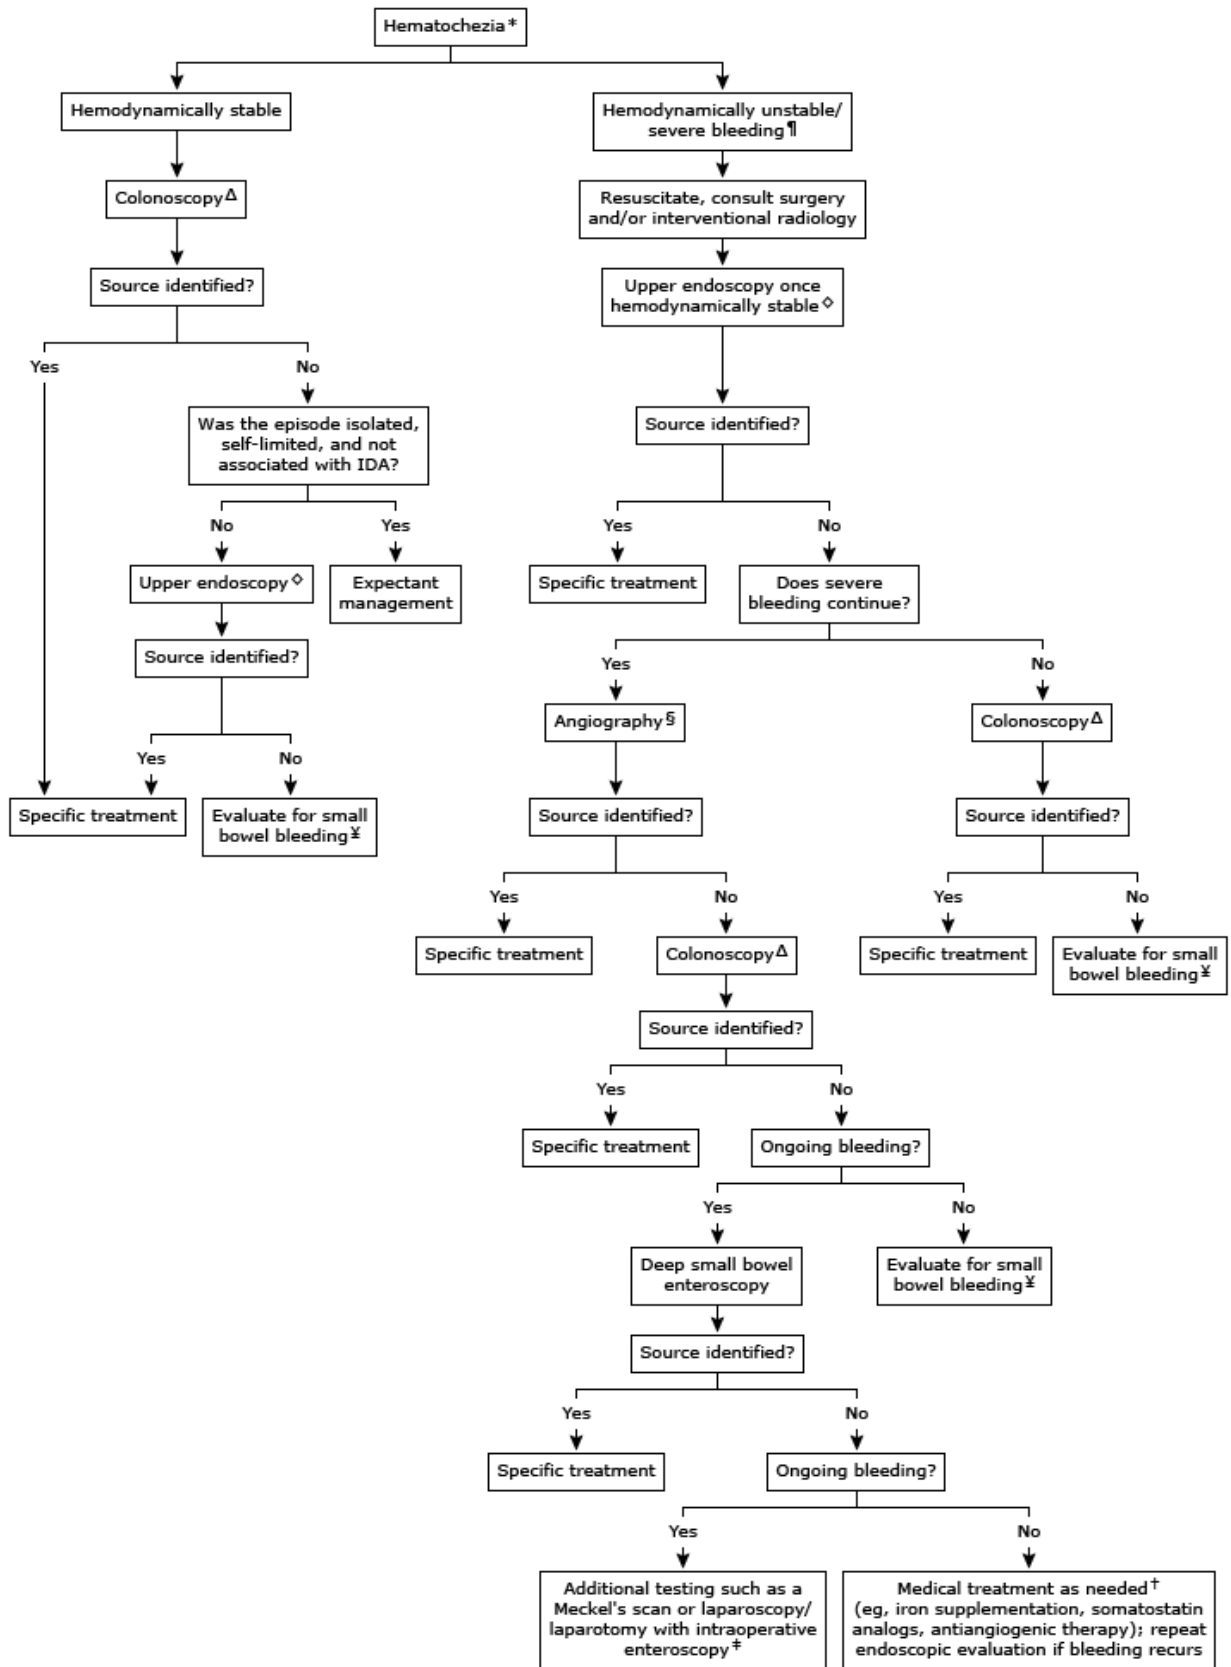 Hematochezia*
Hemodynamically stable
Hemodynamically unstable/
severe bleeding¶
Colonoscopy Δ
Resuscitate, consult surgery
and/or interventional radiology
Source identified?
Upper endoscopy once
hemodynamically stable◇
Yes
No
Was the episode isolated,
self-limited, and not
associated with IDA?
Source identified?
No
Yes
Yes
No
Upper endoscopy◇
Expectant
management
Specific treatment
Does severe
bleeding continue?
Source identified?
Yes
No
Angiography§
Colonoscopy Δ
Yes
No
Specific treatment
Evaluate for small
bowel bleeding¥
Source identified?
Source identified?
Yes
No
Yes
No
Specific treatment
Colonoscopy Δ
Specific treatment
Evaluate for small
bowel bleeding¥
Source identified?
Yes
No
Specific treatment
Ongoing bleeding?
Yes
No
Deep small bowel
enteroscopy
Evaluate for small
bowel bleeding¥
Source identified?
Yes
No
Specific treatment
Ongoing bleeding?
Yes
No
Additional testing such as a
Meckel's scan or laparoscopy/
laparotomy with intraoperative
enteroscopy‡
Medical treatment as needed†
(eg, iron supplementation, somatostatin
analogs, antiangiogenic therapy); repeat
endoscopic evaluation if bleeding recurs